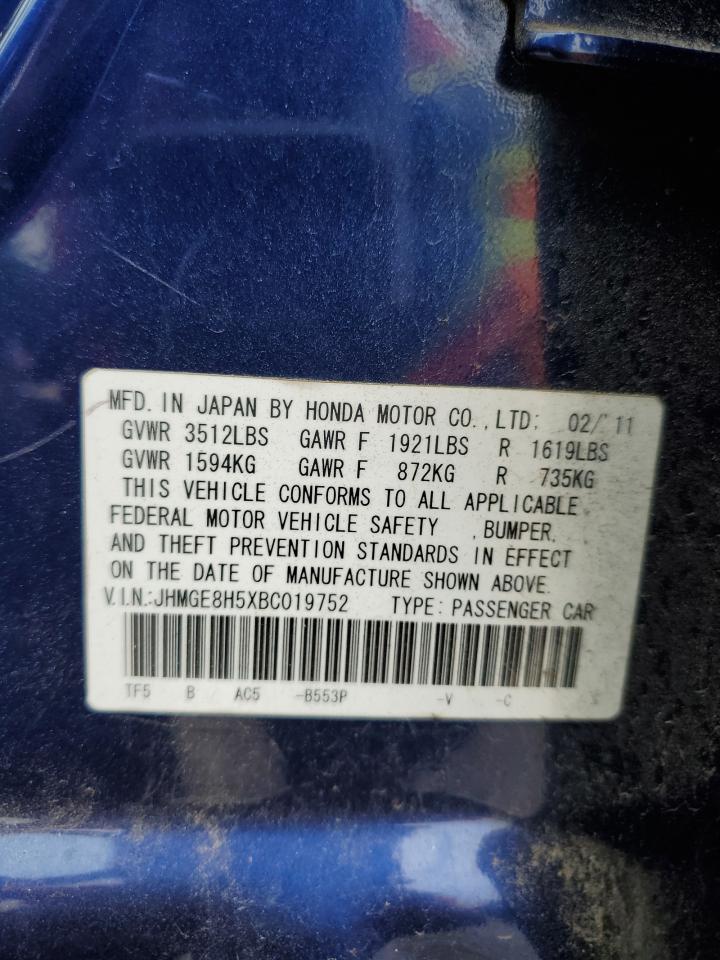 MFD. IN JAPAN BY HONDA MOTOR CO.,LTD: 02/11
GVWR 3512LBS GAWR F 1921LBS R 1619LBS
GVWR 1594KG GAWR F 872KG R 735KG
THIS VEHICLE CONFORMS TO ALL APPLICABLE
FEDERAL MOTOR VEHICLE SAFETY , BUMPER,
AND THEFT PREVENTION STANDARDS IN EFFECT
ON THE DATE OF MANUFACTURE SHOWN ABOVE.
V.I.N.:JHMGE8H5XBC019752 TYPE: PASSENGER CAR
TF5 B AC5 -B553P -V -C